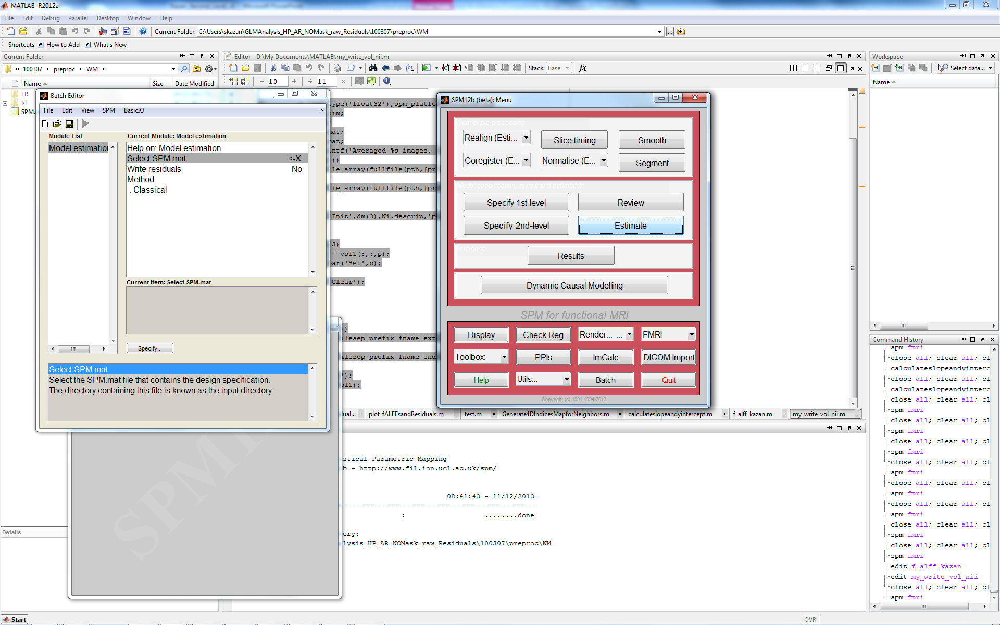 MATLAB R2012a
File Edit Debug Parallel Desktop Window Help
Current Folder: C:\Users\skazan\GLMAnalysis_HP_AR_NOMask_raw_Residuals\100307\preproc\WM
Shortcuts How to Add What's New
Current Folder
« 100307 preproc WM
Name Size Date Modified
LR
RL
SPM.
Details
Editor - D:\My Documents\MATLAB\my_write_vol_nii.m
Stack: Base
1.0 1.1
type('float32'),spm_platfo
dim;
mat;
mat;
intf('Averaged %s images,
))
ile_array(fullfile(pth,[pr
ile_array(fullfile(pth,[pr
Init',dm(3),Ni.descrip,'p
3)
= vol1(:,:,p);
bar('Set',p);
Clear');
)
ilesep prefix fname ext
ilesep prefix fname end
');
ol1);
Batch Editor
File Edit View SPM BasicIO
Module List
Model estimation
Current Module: Model estimation
Help on: Model estimation
Select SPM.mat <-X
Write residuals No
Method
. Classical
Current Item: Select SPM.mat
Specify...
Select SPM.mat
Select the SPM.mat file that contains the design specification.
The directory containing this file is known as the input directory.
SPM1
SPM12b (beta): Menu
Spatial pre-processing
Realign (Esti... Slice timing Smooth
Coregister (E... Normalise (E... Segment
Model specification, review and estimation
Specify 1st-level Review
Specify 2nd-level Estimate
Inference
Results
Dynamic Causal Modelling
SPM for functional MRI
Display Check Reg Render... ... FMRI
Toolbox: PPIs ImCalc DICOM Import
Help Utils... Batch Quit
Copyright (c) 1991,1994-2013
ual... plot_fALFFsandResiduals.m test.m Generate4DIndicesMapforNeighbors.m calculateslopeandyintercept.m f_alff_kazan.m my_write_vol_nii.m
stical Parametric Mapping
b - http://www.fil.ion.ucl.ac.uk/spm/
08:41:43 - 11/12/2013
==============================================
: ........done
ory:
lysis_HP_AR_NOMask_raw_Residuals\100307\preproc\WM
Workspace
Select data...
Name
Command History
spm fmri
close all; clear all; cl
calculateslopeandyinterc
close all; clear all; cl
calculateslopeandyinterc
close all; clear all; cl
spm fmri
close all; clear all; cl
spm fmri
close all; clear all; cl
spm fmri
close all; clear all; cl
spm fmri
close all; clear all; cl
spm fmri
close all; clear all; cl
spm fmri
close all; clear all; cl
spm fmri
close all; clear all; cl
spm fmri
edit f_alff_kazan
edit my_write_vol_nii
close all; clear all; cl
spm fmri
Start
OVR